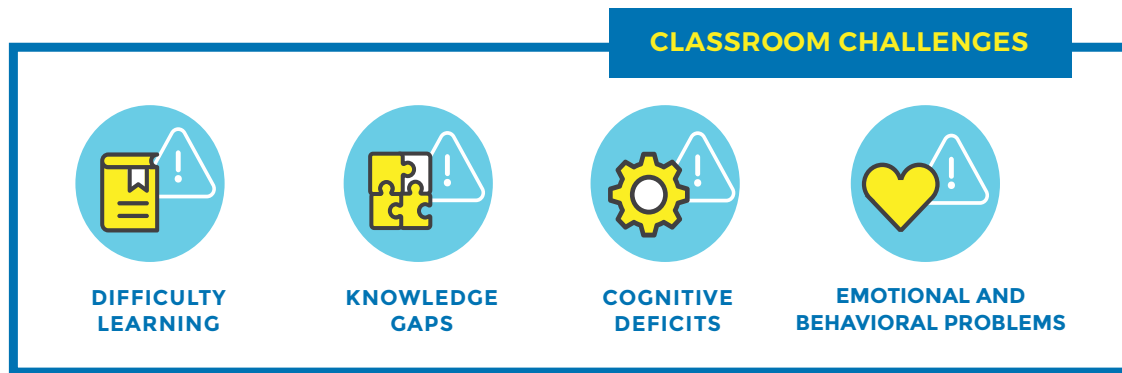 CLASSROOM CHALLENGES
DIFFICULTY
LEARNING
KNOWLEDGE
GAPS
COGNITIVE
DEFICITS
EMOTIONAL AND
BEHAVIORAL PROBLEMS